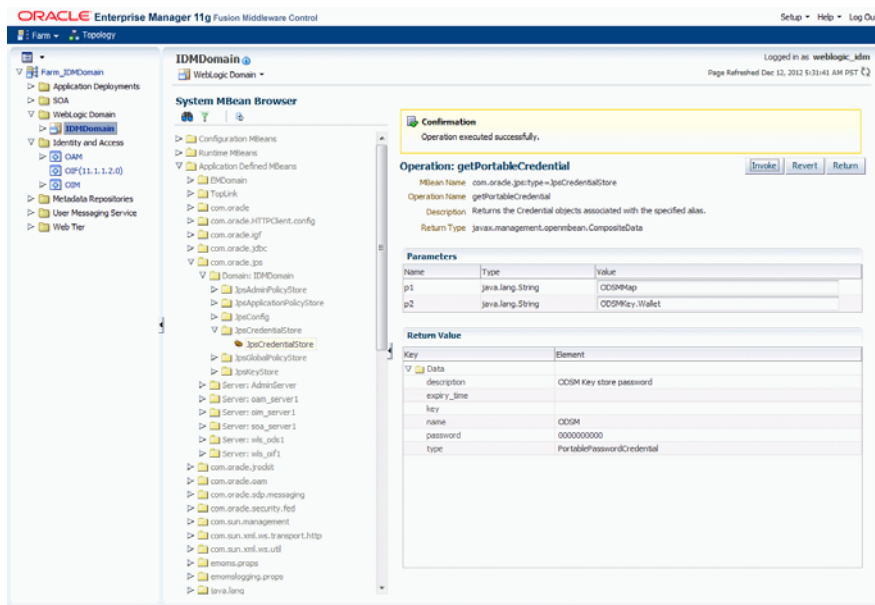 ORACLE Enterprise Manager 11g Fusion Middleware Control
Setup Help Log Ou
Farm Topology
Farm_IDMDomain
Application Deployments
SOA
WebLogic Domain
IDMDomain
Identity and Access
OAM
OIF(11.1.1.2.0)
OIM
Metadata Repositories
User Messaging Service
Web Tier
IDMDomain
Logged in as weblogic_idm
WebLogic Domain
Page Refreshed Dec 12, 2012 5:31:41 AM PST
System MBean Browser
Configuration MBeans
Runtime MBeans
Application Defined MBeans
EMDomain
TopLink
com.oracle
com.oracle.HTTPClient.config
com.oracle.igf
com.oracle.jdbc
com.oracle.jps
Domain: IDMDomain
JpsAdminPolicyStore
JpsApplicationPolicyStore
JpsConfig
JpsCredentialStore
JpsCredentialStore
JpsGlobalPolicyStore
JpsKeyStore
Server: AdminServer
Server: oam_server1
Server: oim_server1
Server: soa_server1
Server: wls_ods1
Server: wls_oif1
com.oracle.jrockit
com.oracle.oam
com.oracle.sdp.messaging
com.oracle.security.fed
com.sun.management
com.sun.xml.ws.transport.http
com.sun.xml.ws.util
emoms.props
emomslogging.props
java.lang
Confirmation
Operation executed successfully.
Operation: getPortableCredential
Invoke Revert Return
MBean Name com.oracle.jps:type=JpsCredentialStore
Operation Name getPortableCredential
Description Returns the Credential objects associated with the specified alias.
Return Type javax.management.openmbean.CompositeData
Parameters
Name Type Value
p1 java.lang.String ODSMMap
p2 java.lang.String ODSMKey.Wallet
Return Value
Key Element
Data
description ODSM Key store password
expiry_time
key
name ODSM
password 0000000000
type PortablePasswordCredential